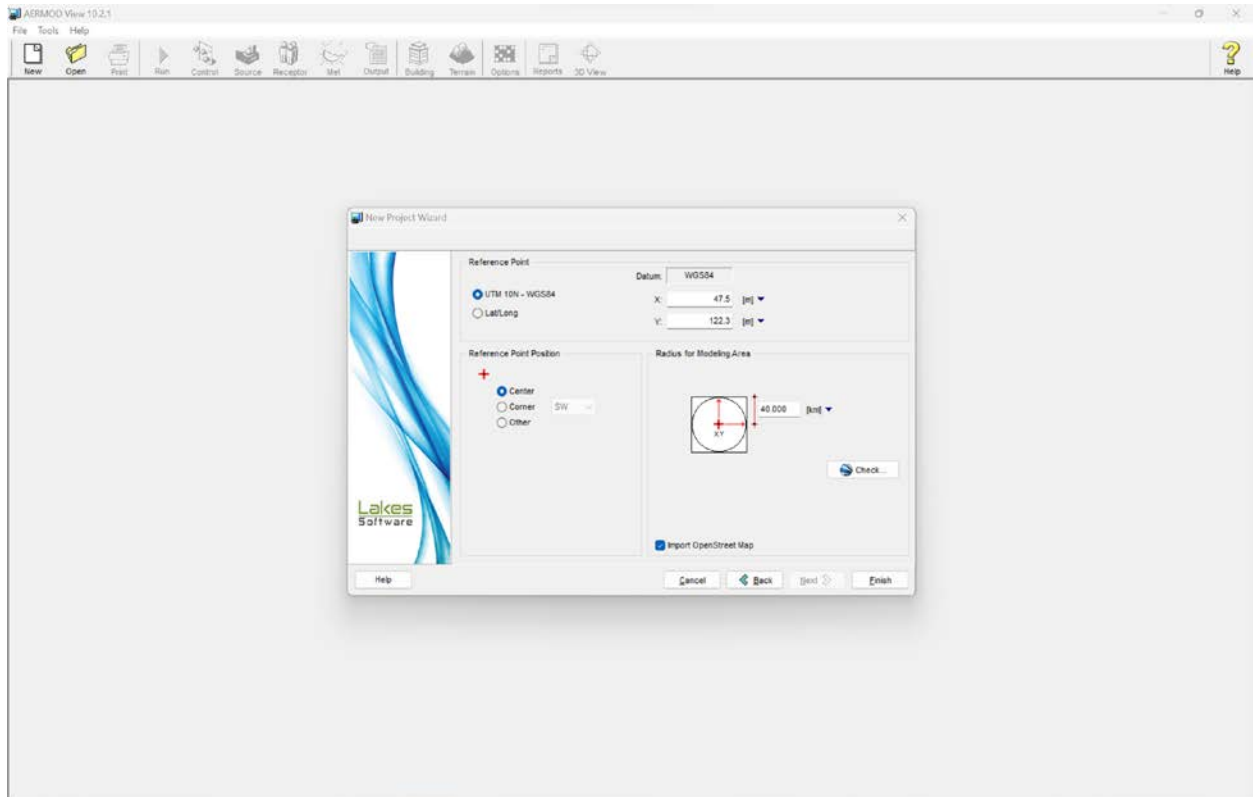 AERMOD View 10.2.1
File Tools Help
New Open Print Run Control Source Receptor Met Output Building Terrain Options Reports 3D View Help
New Project Wizard
Reference Point
Datum: WGS84
UTM 10N - WGS84
X: 47.5 [m]
Lat/Long
Y: 122.3 [m]
Reference Point Position
Radius for Modeling Area
Center
Corner SW
Other
40.000 [km]
X,Y
Check...
Lakes
Software
Import OpenStreet Map
Help Cancel Back Next Finish